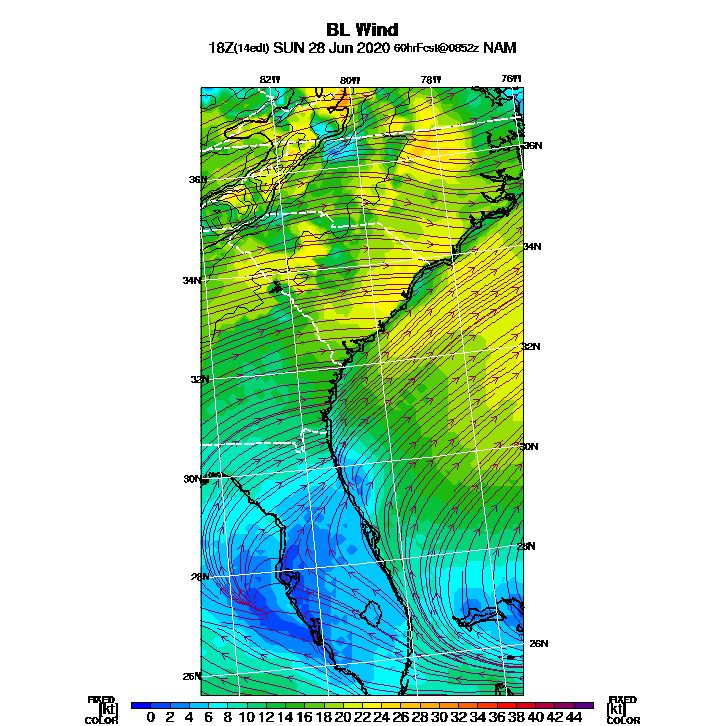 BL Wind
18Z(14edt) SUN 28 Jun 2020 60hrFcst@0852z NAM
82W 80W 78W 76W
36N
36N
34N
34N
32N
32N
30N
30N
28N
28N
26N
26N
FIXED FIXED
[kt] 0 2 4 6 8 10 12 14 16 18 20 22 24 26 28 30 32 34 36 38 40 42 44 [kt]
COLOR COLOR